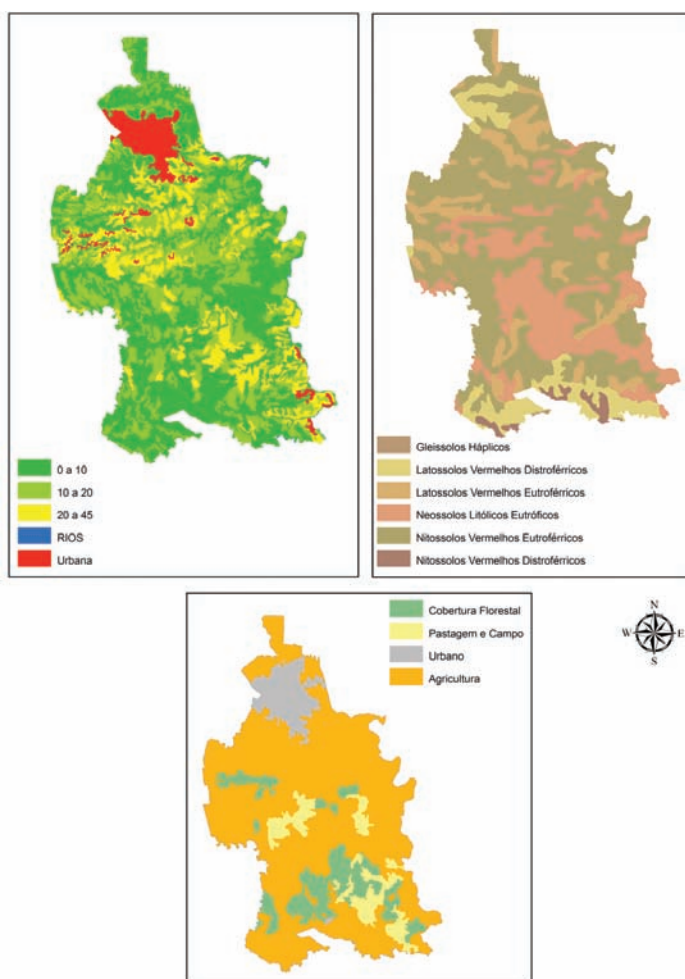 0 a 10
10 a 20
20 a 45
RIOS
Urbana
Gleissolos Háplicos
Latossolos Vermelhos Distroférricos
Latossolos Vermelhos Eutroférricos
Neossolos Litólicos Eutróficos
Nitossolos Vermelhos Eutroférricos
Nitossolos Vermelhos Distroférricos
Cobertura Florestal
Pastagem e Campo
Urbano
Agricultura
N
W E
S